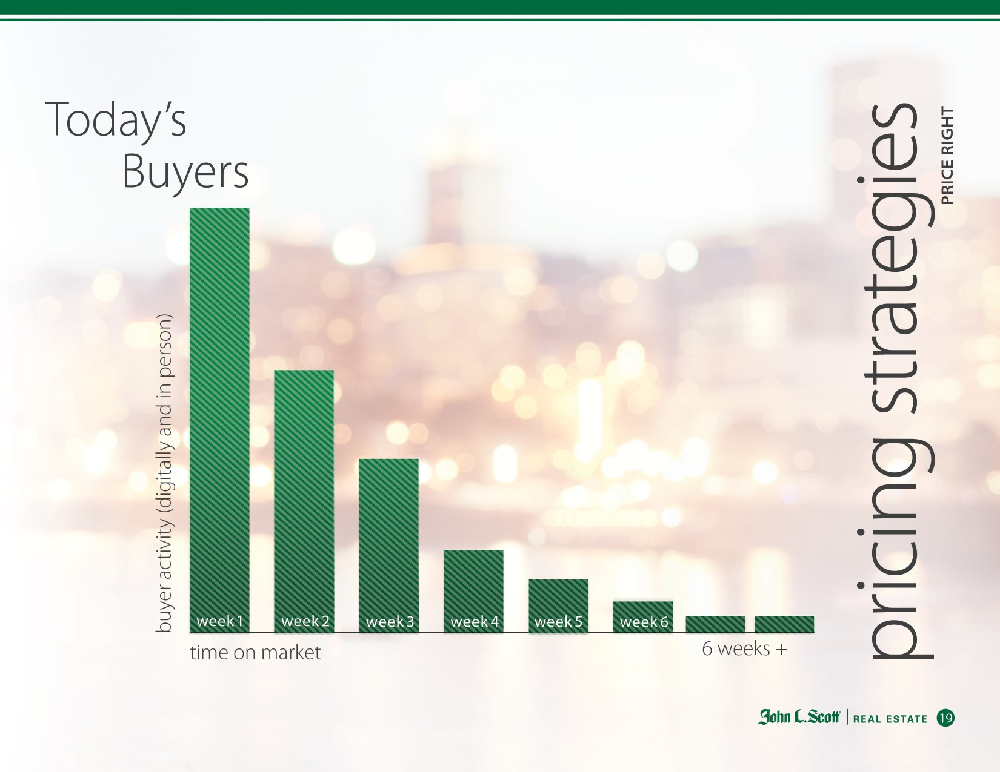 Today’s
Buyers
buyer activity (digitally and in person)
week 1
week 2
week 3
week 4
week 5
week 6
time on market
6 weeks +
pricing strategies
PRICE RIGHT
John L. Scott® | REAL ESTATE 19